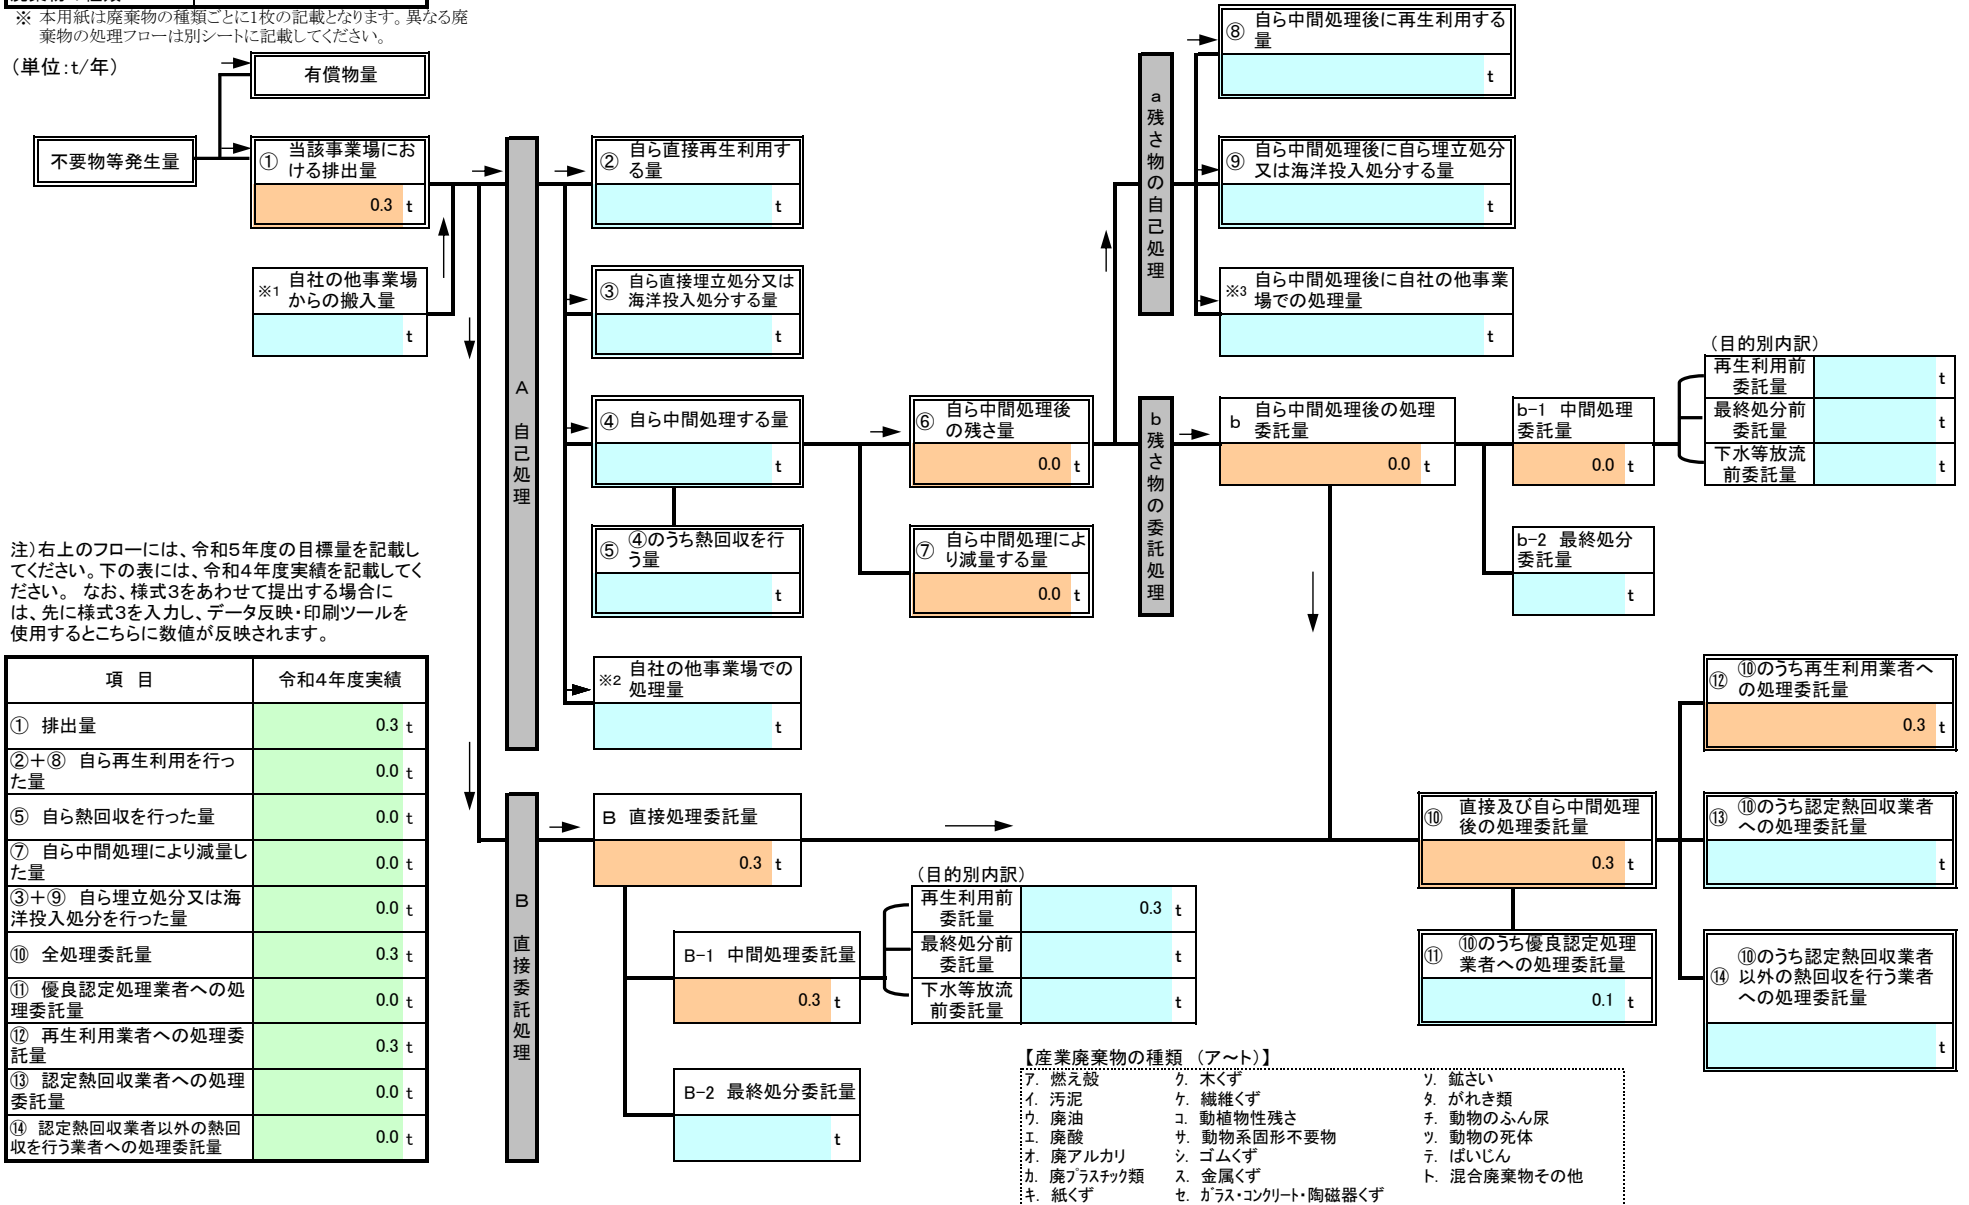 ※ 本用紙は廃棄物の種類ごとに1枚の記載となります。異なる廃
棄物の処理フローは別シートに記載してください。
(単位:t/年)
有償物量
不要物等発生量
① 当該事業場にお
ける排出量
0.3 t
※1 自社の他事業場
からの搬入量
t
A 自己処理
② 自ら直接再生利用す
る量
t
③ 自ら直接埋立処分又は
海洋投入処分する量
t
④ 自ら中間処理する量
t
⑤ ④のうち熱回収を行
う量
t
※2 自社の他事業場での
処理量
t
⑥ 自ら中間処理後
の残さ量
0.0 t
⑦ 自ら中間処理によ
り減量する量
0.0 t
a 残さ物の自己処理
⑧ 自ら中間処理後に再生利用する
量
t
⑨ 自ら中間処理後に自ら埋立処分
又は海洋投入処分する量
t
※3 自ら中間処理後に自社の他事業
場での処理量
t
b 残さ物の委託処理
b 自ら中間処理後の処理
委託量
0.0 t
b-1 中間処理
委託量
0.0 t
(目的別内訳)
再生利用前
委託量
t
最終処分前
委託量
t
下水等放流
前委託量
t
b-2 最終処分
委託量
t
注)右上のフローには、令和5年度の目標量を記載し
てください。下の表には、令和4年度実績を記載してく
ださい。 なお、様式3をあわせて提出する場合に
は、先に様式3を入力し、データ反映・印刷ツールを
使用するとこちらに数値が反映されます。
項 目 令和4年度実績
① 排出量 0.3 t
②+⑧ 自ら再生利用を行っ
た量
0.0 t
⑤ 自ら熱回収を行った量 0.0 t
⑦ 自ら中間処理により減量し
た量
0.0 t
③+⑨ 自ら埋立処分又は海
洋投入処分を行った量
0.0 t
⑩ 全処理委託量 0.3 t
⑪ 優良認定処理業者への処
理委託量
0.0 t
⑫ 再生利用業者への処理委
託量
0.3 t
⑬ 認定熱回収業者への処理
委託量
0.0 t
⑭ 認定熱回収業者以外の熱回
収を行う業者への処理委託量
0.0 t
B 直接委託処理
B 直接処理委託量
0.3 t
B-1 中間処理委託量
0.3 t
(目的別内訳)
再生利用前
委託量
0.3 t
最終処分前
委託量
t
下水等放流
前委託量
t
B-2 最終処分委託量
t
⑩ 直接及び自ら中間処理
後の処理委託量
0.3 t
⑪ ⑩のうち優良認定処理
業者への処理委託量
0.1 t
⑫ ⑩のうち再生利用業者へ
の処理委託量
0.3 t
⑬ ⑩のうち認定熱回収業者
への処理委託量
t
⑭ ⑩のうち認定熱回収業者
以外の熱回収を行う業者
への処理委託量
t
【産業廃棄物の種類 (ア~ト)】
ア. 燃え殻 ク. 木くず ソ. 鉱さい
イ. 汚泥 ケ. 繊維くず タ. がれき類
ウ. 廃油 コ. 動植物性残さ チ. 動物のふん尿
エ. 廃酸 サ. 動物系固形不要物 ツ. 動物の死体
オ. 廃アルカリ シ. ゴムくず テ. ばいじん
カ. 廃プラスチック類 ス. 金属くず ト. 混合廃棄物その他
キ. 紙くず セ. ガラス・コンクリート・陶磁器くず